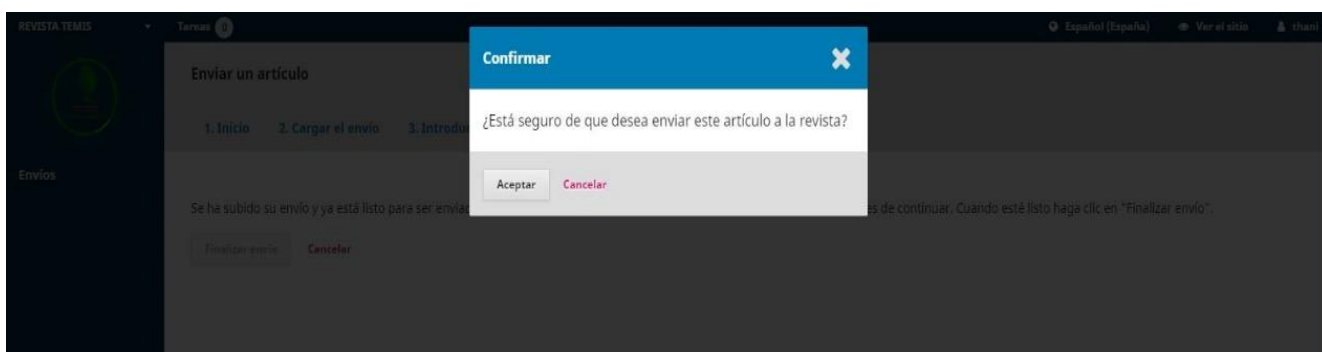 REVISTA TEMIS
Tareas 0
Español (España)
Ver el sitio
thani
Enviar un artículo
1. Inicio 2. Cargar el envío 3. Introdu
Confirmar
¿Está seguro de que desea enviar este artículo a la revista?
Aceptar Cancelar
Envíos
Se ha subido su envío y ya está listo para ser enviad
es de continuar. Cuando esté listo haga clic en "Finalizar envío".
Finalizar envío Cancelar